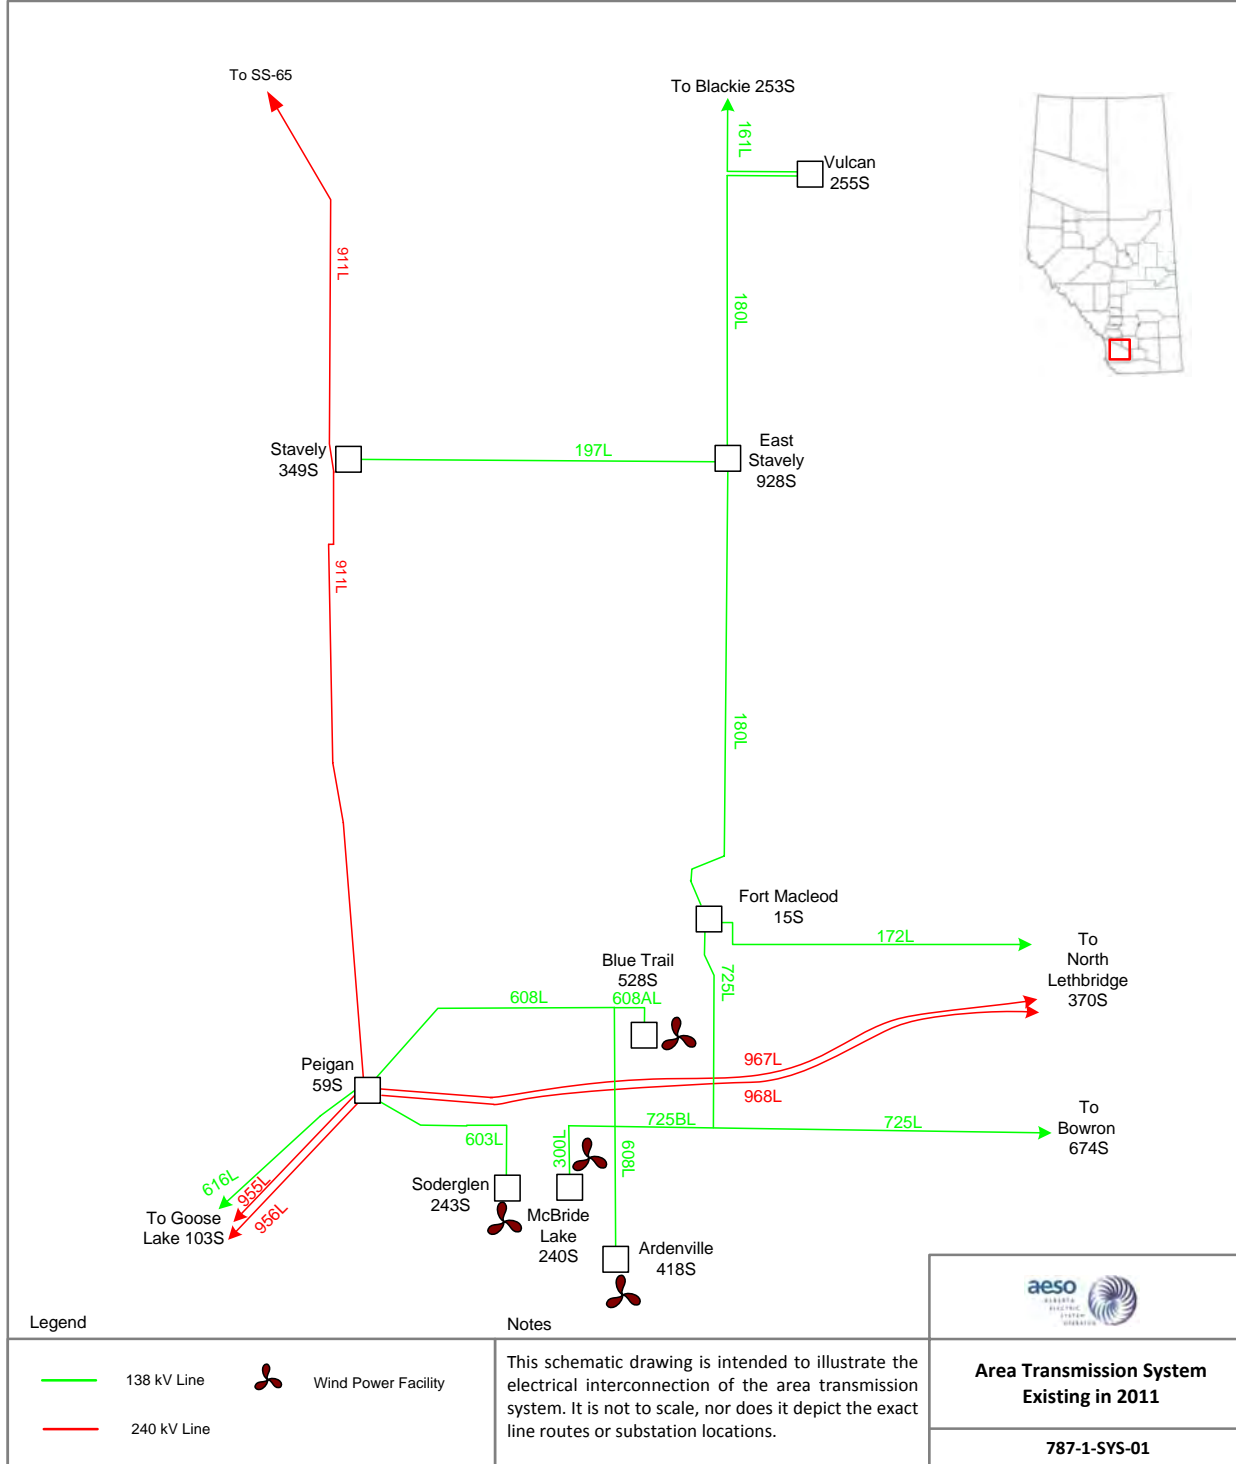 To SS-65
To Blackie 253S
161L
Vulcan
255S
911L
180L
Stavely
349S
197L
East
Stavely
928S
911L
180L
Fort Macleod
15S
172L
To
North
Lethbridge
370S
Blue Trail
528S
725L
608L
608AL
Peigan
59S
967L
968L
603L
300L
725BL
608L
725L
To
Bowron
674S
616L
955L
956L
Soderglen
243S
To Goose
Lake 103S
McBride
Lake
240S
Ardenville
418S
aeso
ALBERTA
ELECTRIC
SYSTEM
OPERATOR
Legend
Notes
138 kV Line
Wind Power Facility
240 kV Line
This schematic drawing is intended to illustrate the
electrical interconnection of the area transmission
system. It is not to scale, nor does it depict the exact
line routes or substation locations.
Area Transmission System
Existing in 2011
787-1-SYS-01